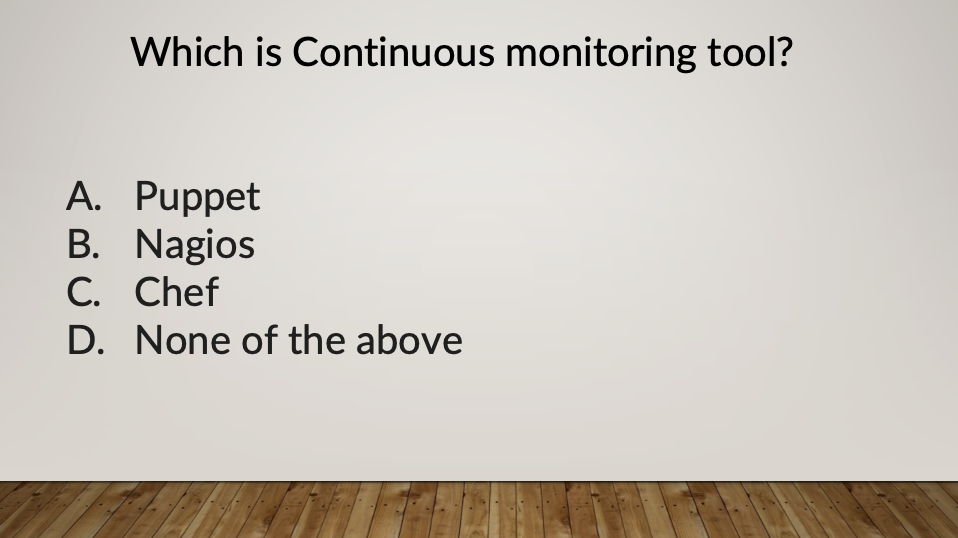 Which is Continuous monitoring tool?
A. Puppet
B. Nagios
C. Chef
D. None of the above